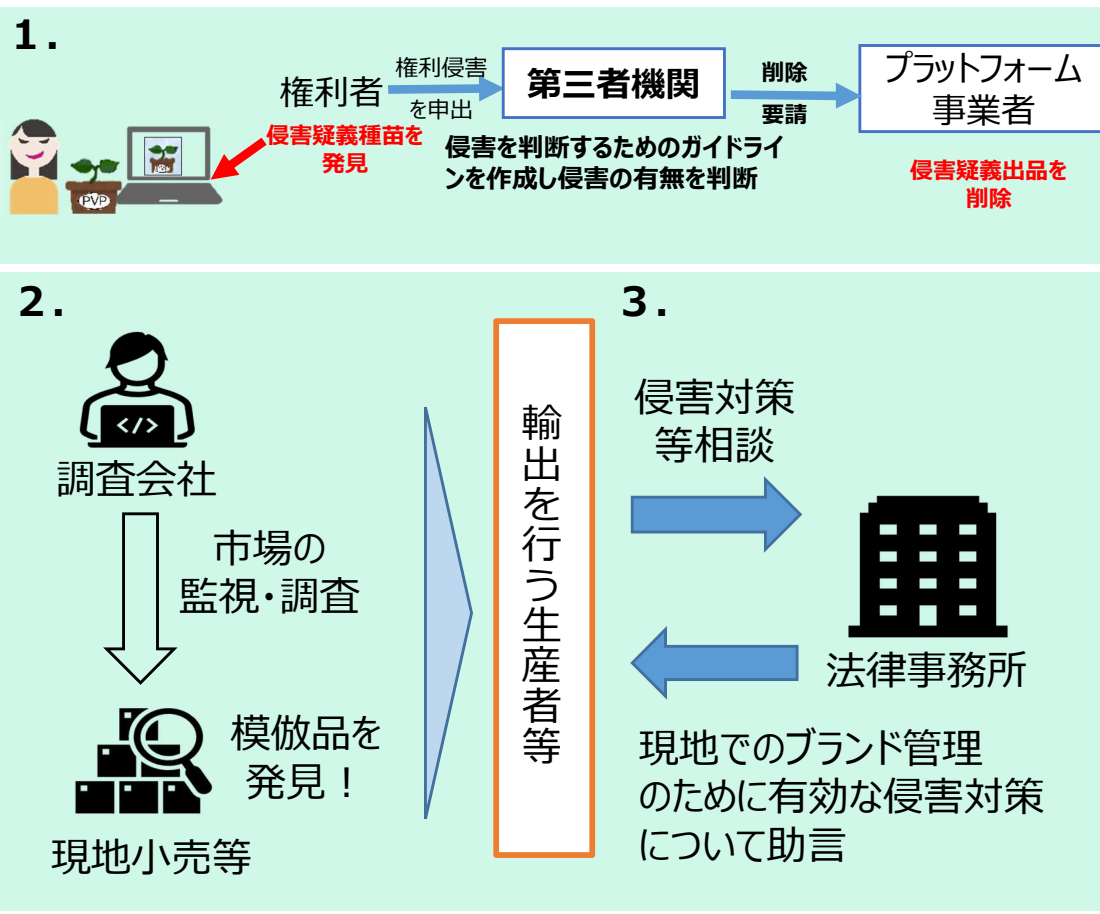 1.
権利者
権利侵害
を申出
第三者機関
削除
要請
プラットフォーム
事業者
侵害疑義種苗を
発見
侵害を判断するためのガイドライ
ンを作成し侵害の有無を判断
侵害疑義出品を
削除
PVP
PVP
2.
調査会社
市場の
監視・調査
模倣品を
発見！
現地小売等
輸出を行う生産者等
3.
侵害対策
等相談
法律事務所
現地でのブランド管理
のために有効な侵害対策
について助言